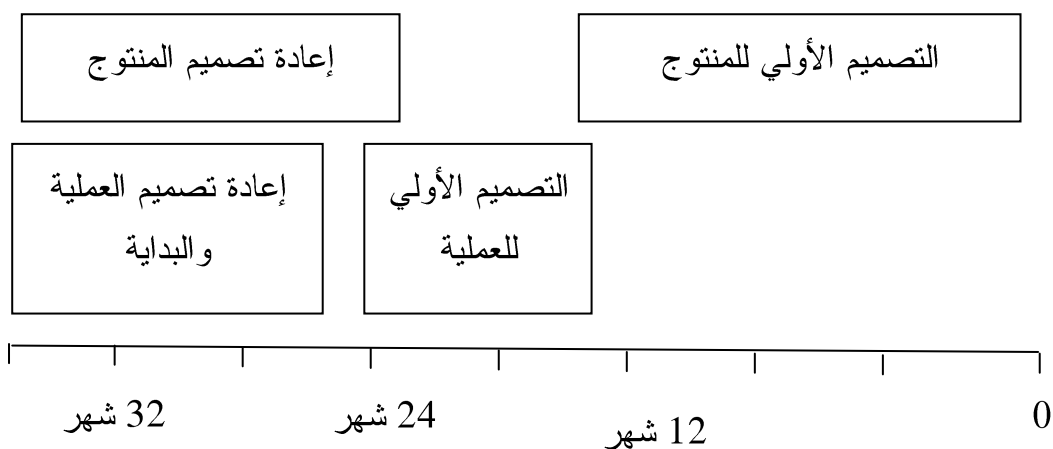 التصميم الأولي للمنتوج
إعادة تصميم المنتوج
التصميم الأولي
للعملية
إعادة تصميم العملية
والبداية
0
12 شهر
24 شهر
32 شهر